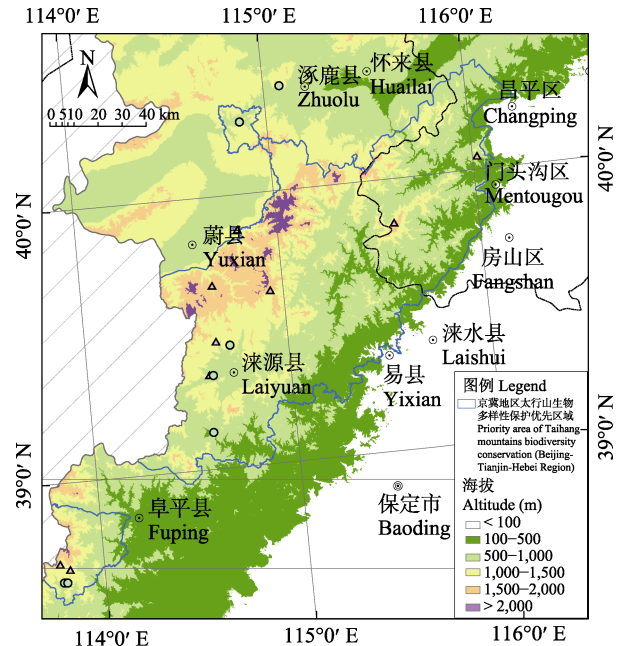 114°0′ E
115°0′ E
116°0′ E
N
0 5 10 20 30 40 km
涿鹿县
Zhuolu
怀来县
Huailai
昌平区
Changping
40°0′ N
40°0′ N
门头沟区
Mentougou
蔚县
Yuxian
房山区
Fangshan
涞水县
Laishui
涞源县
Laiyuan
易县
Yixian
图例 Legend
京冀地区太行山生物
多样性保护优先区域
Priority area of Taihang
mountains biodiversity
conservation (Beijing-
Tianjin-Hebei Region)
海拔
Altitude (m)
< 100
100–500
500–1,000
1,000–1,500
1,500–2,000
> 2,000
39°0′ N
39°0′ N
阜平县
Fuping
保定市
Baoding
114°0′ E
115°0′ E
116°0′ E